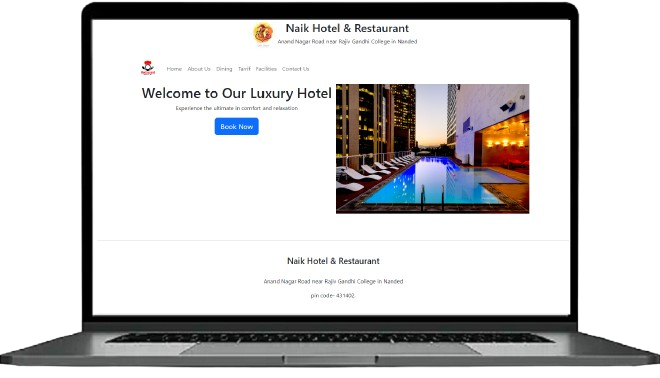 Naik Hotel & Restaurant
Anand Nagar Road near Rajiv Gandhi College in Nanded
Home About Us Dining Tarrif Facilities Contact Us
Welcome to Our Luxury Hotel
Experience the ultimate in comfort and relaxation
Book Now
Naik Hotel & Restaurant
Anand Nagar Road near Rajiv Gandhi College in Nanded
pin code- 431402.